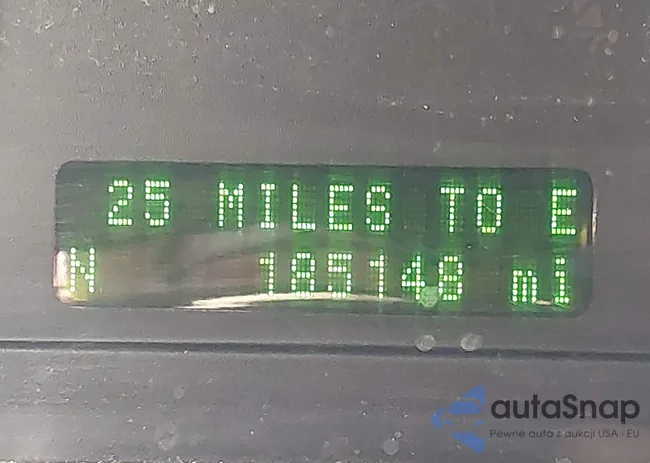 25 MILES TO E
N 185148 mi
autaSnap
Pewne auta z aukcji USA i EU